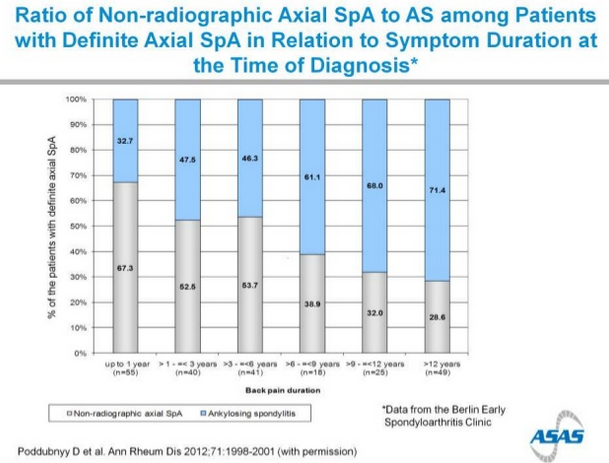 Ratio of Non-radiographic Axial SpA to AS among Patients
with Definite Axial SpA in Relation to Symptom Duration at
the Time of Diagnosis*
% of the patients with definite axial SpA
100%
90%
80%
70%
60%
50%
40%
30%
20%
10%
0%
32.7 47.5 46.3 61.1 68.0 71.4
67.3 52.5 53.7 38.9 32.0 28.6
up to 1 year > 1 - =< 3 years >3 - =<6 years >6 - =<9 years >9 - =<12 years >12 years
(n=55) (n=40) (n=41) (n=18) (n=25) (n=49)
Back pain duration
Non-radiographic axial SpA Ankylosing spondylitis
*Data from the Berlin Early
Spondyloarthritis Clinic
ASAS
Poddubnyy D et al. Ann Rheum Dis 2012;71:1998-2001 (with permission)